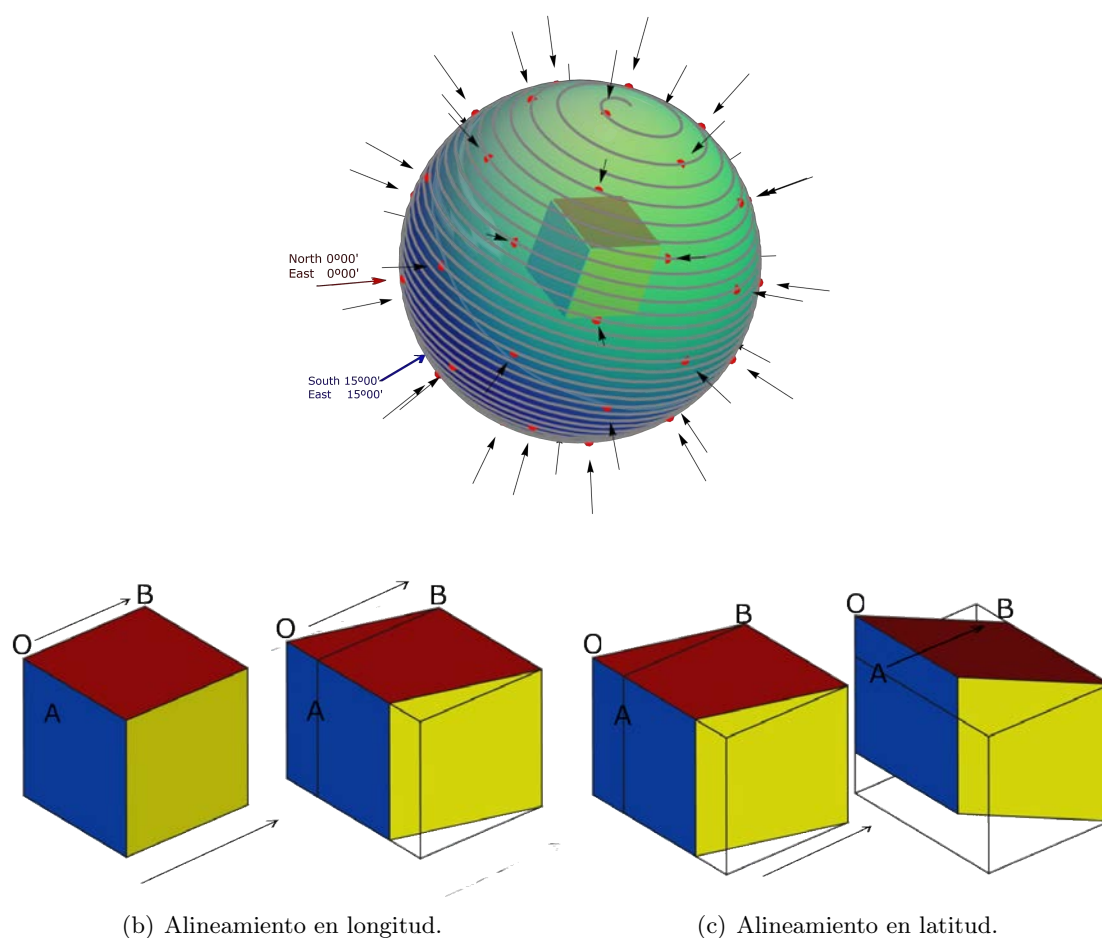 North 0º00'
East 0º00'
South 15º00'
East 15º00'
B
O
A
B
O
A
B
O
A
O
B
A
(b) Alineamiento en longitud.
(c) Alineamiento en latitud.